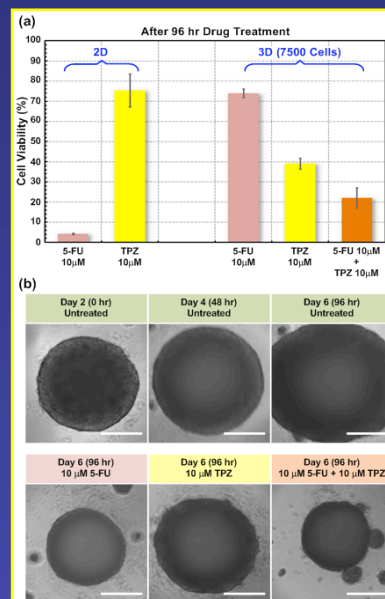 (a)
After 96 hr Drug Treatment
2D
3D (7500 Cells)
Cell Viability (%)
100
90
80
70
60
50
40
30
20
10
0
5-FU
10µM
TPZ
10µM
5-FU
10µM
TPZ
10µM
5-FU 10µM
+
TPZ 10µM
(b)
Day 2 (0 hr)
Untreated
Day 4 (48 hr)
Untreated
Day 6 (96 hr)
Untreated
Day 6 (96 hr)
10 µM 5-FU
Day 6 (96 hr)
10 µM TPZ
Day 6 (96 hr)
10 µM 5-FU + 10 µM TPZ